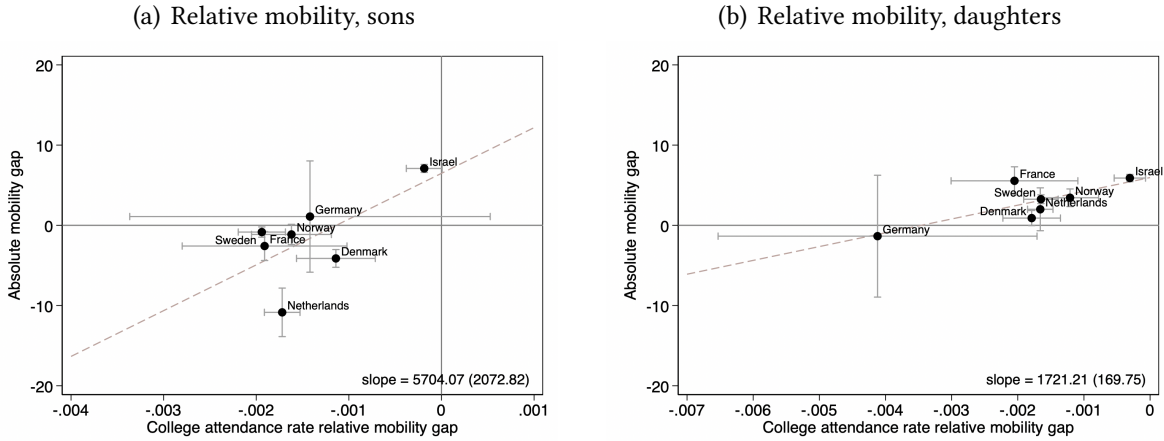 (a) Relative mobility, sons
Absolute mobility gap
20
10
0
-10
-20
Israel
Germany
Norway
Sweden
France
Denmark
Netherlands
slope = 5704.07 (2072.82)
-.004
-.003
-.002
-.001
0
.001
College attendance rate relative mobility gap
(b) Relative mobility, daughters
Absolute mobility gap
20
10
0
-10
-20
Israel
France
Sweden
Norway
Netherlands
Denmark
Germany
slope = 1721.21 (169.75)
-.007
-.006
-.005
-.004
-.003
-.002
-.001
0
College attendance rate relative mobility gap